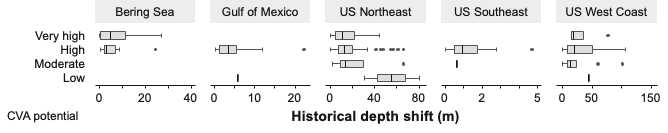 Bering Sea Gulf of Mexico US Northeast US Southeast US West Coast
Very high
High
Moderate
Low
0 20 40 0 10 20 0 40 80 0 2 5 0 50 150
CVA potential Historical depth shift (m)